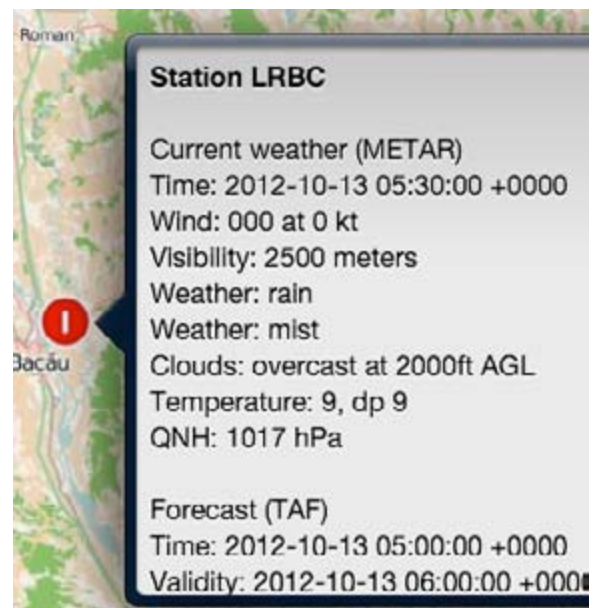 Roman
Station LRBC
Current weather (METAR)
Time: 2012-10-13 05:30:00 +0000
Wind: 000 at 0 kt
Visibility: 2500 meters
Weather: rain
Weather: mist
Clouds: overcast at 2000ft AGL
Temperature: 9, dp 9
QNH: 1017 hPa
I
Bacău
Forecast (TAF)
Time: 2012-10-13 05:00:00 +0000
Validity: 2012-10-13 06:00:00 +000